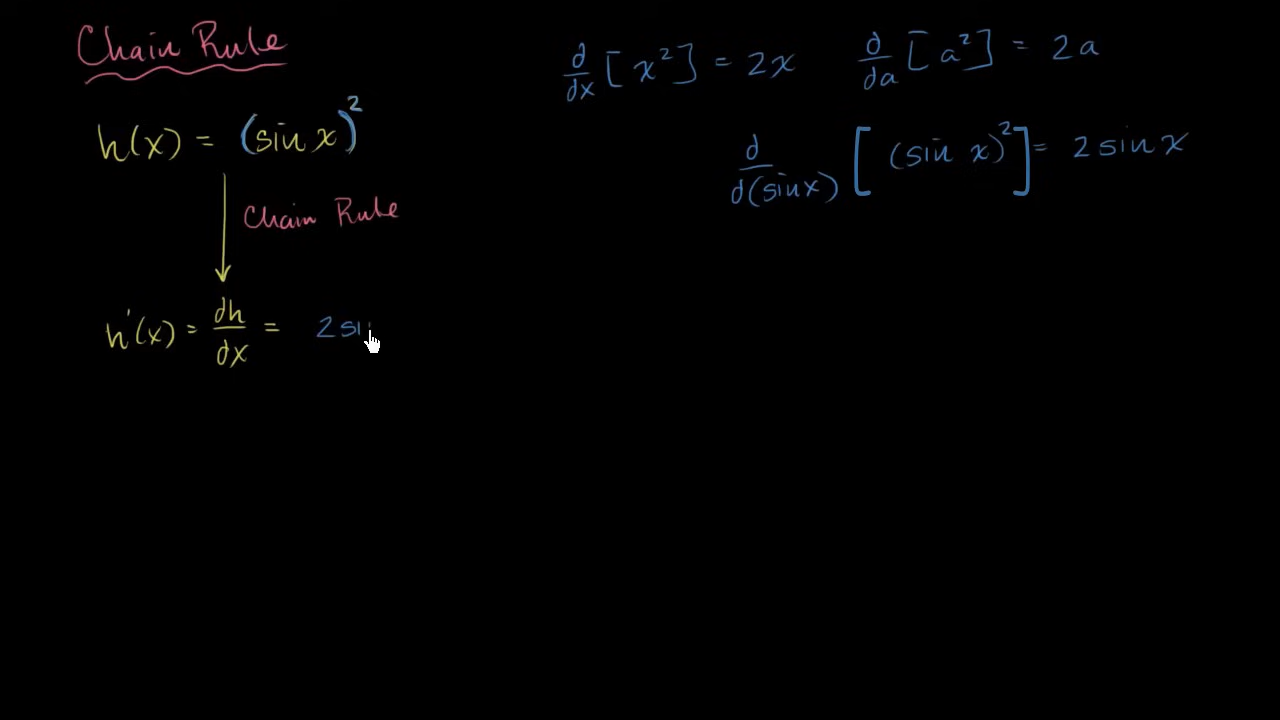 Chain Rule
d/dx [x²] = 2x d/da [a²] = 2a
h(x) = (sin x)²
d/d(sin x) [(sin x)²] = 2 sin x
Chain Rule
h'(x) = dh/dx = 2 si